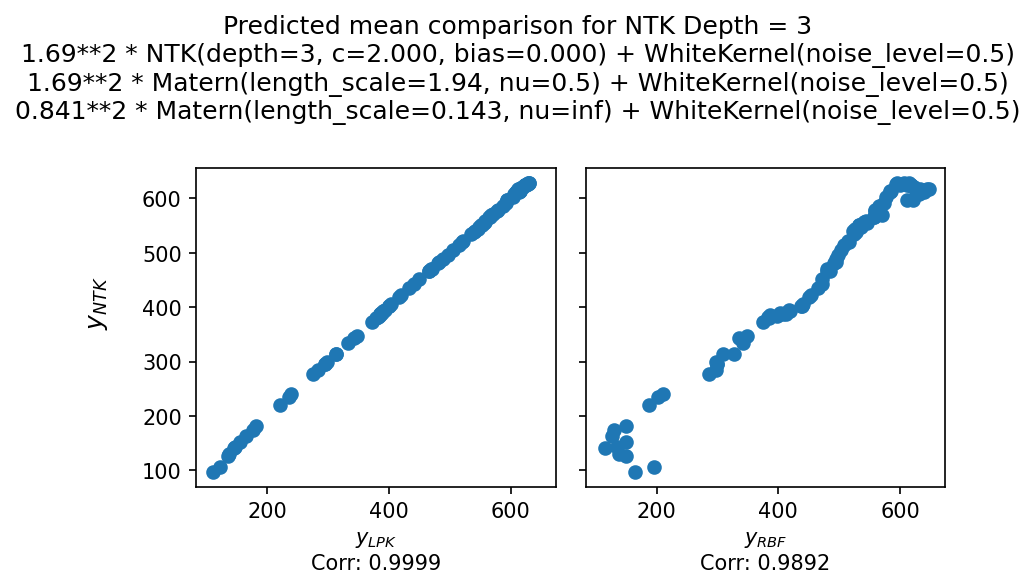 Predicted mean comparison for NTK Depth = 3
1.69**2 * NTK(depth=3, c=2.000, bias=0.000) + WhiteKernel(noise_level=0.5)
1.69**2 * Matern(length_scale=1.94, nu=0.5) + WhiteKernel(noise_level=0.5)
0.841**2 * Matern(length_scale=0.143, nu=inf) + WhiteKernel(noise_level=0.5)
600
500
400
300
200
100
y_NTK
200 400 600
200 400 600
y_LPK
y_RBF
Corr: 0.9999
Corr: 0.9892